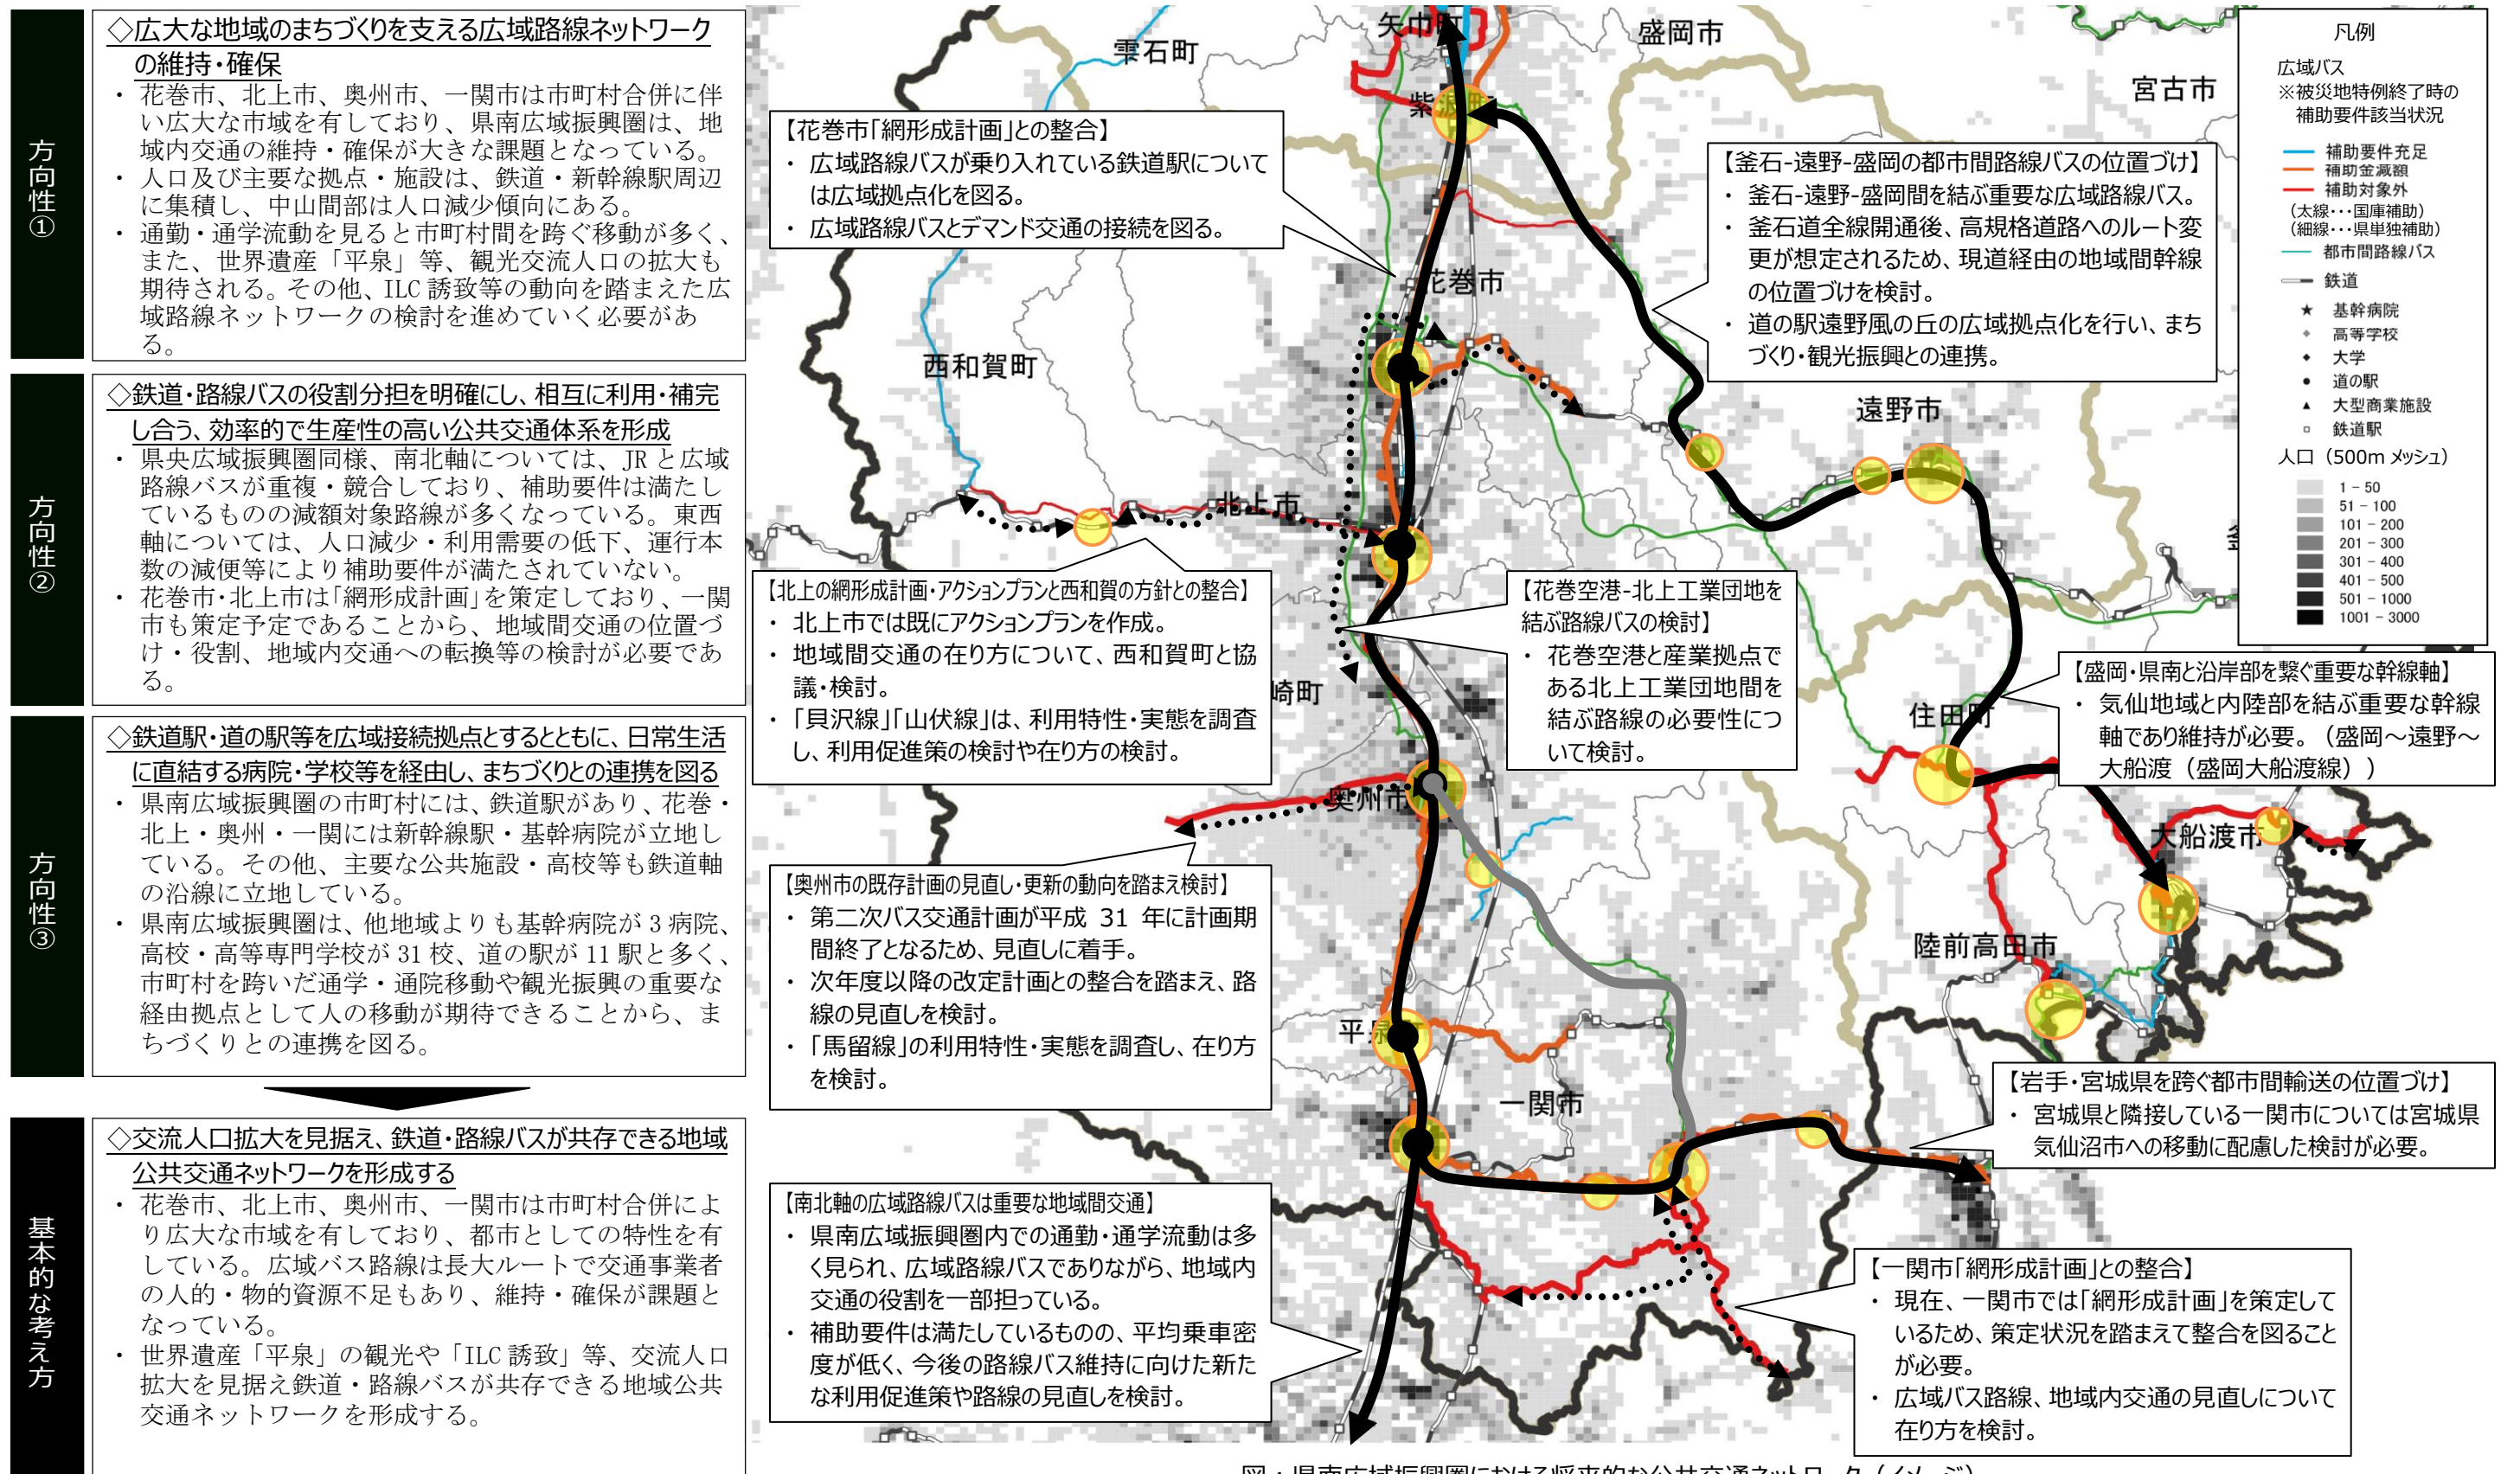 方向性①
◇広大な地域のまちづくりを支える広域路線ネットワーク
の維持・確保
・ 花巻市、北上市、奥州市、一関市は市町村合併に伴
い広大な市域を有しており、県南広域振興圏は、地
域内交通の維持・確保が大きな課題となっている。
・ 人口及び主要な拠点・施設は、鉄道・新幹線駅周辺
に集積し、中山間部は人口減少傾向にある。
・ 通勤・通学流動を見ると市町村間を跨ぐ移動が多く、
また、世界遺産「平泉」等、観光交流人口の拡大も
期待される。その他、ILC 誘致等の動向を踏まえた広
域路線ネットワークの検討を進めていく必要があ
る。
方向性②
◇鉄道・路線バスの役割分担を明確にし、相互に利用・補完
し合う、効率的で生産性の高い公共交通体系を形成
・ 県央広域振興圏同様、南北軸については、JR と広域
路線バスが重複・競合しており、補助要件は満たし
ているものの減額対象路線が多くなっている。東西
軸については、人口減少・利用需要の低下、運行本
数の減便等により補助要件が満たされていない。
・ 花巻市・北上市は「網形成計画」を策定しており、一関
市も策定予定であることから、地域間交通の位置づ
け・役割、地域内交通への転換等の検討が必要であ
る。
方向性③
◇鉄道駅・道の駅等を広域接続拠点とするとともに、日常生活
に直結する病院・学校等を経由し、まちづくりとの連携を図る
・ 県南広域振興圏の市町村には、鉄道駅があり、花巻・
北上・奥州・一関には新幹線駅・基幹病院が立地し
ている。その他、主要な公共施設・高校等も鉄道軸
の沿線に立地している。
・ 県南広域振興圏は、他地域よりも基幹病院が 3 病院、
高校・高等専門学校が 31 校、道の駅が 11 駅と多く、
市町村を跨いだ通学・通院移動や観光振興の重要な
経由拠点として人の移動が期待できることから、ま
ちづくりとの連携を図る。
基本的な考え方
◇交流人口拡大を見据え、鉄道・路線バスが共存できる地域
公共交通ネットワークを形成する
・ 花巻市、北上市、奥州市、一関市は市町村合併によ
り広大な市域を有しており、都市としての特性を有
している。広域バス路線は長大ルートで交通事業者
の人的・物的資源不足もあり、維持・確保が課題と
なっている。
・ 世界遺産「平泉」の観光や「ILC 誘致」等、交流人口
拡大を見据え鉄道・路線バスが共存できる地域公共
交通ネットワークを形成する。
矢巾町
雫石町
盛岡市
宮古市
紫波町
花巻市
西和賀町
遠野市
北上市
崎町
住田町
奥州市
大船渡市
陸前高田市
平泉
一関市
【花巻市「網形成計画」との整合】
・ 広域路線バスが乗り入れている鉄道駅について
は広域拠点化を図る。
・ 広域路線バスとデマンド交通の接続を図る。
【釜石-遠野-盛岡の都市間路線バスの位置づけ】
・ 釜石-遠野-盛岡間を結ぶ重要な広域路線バス。
・ 釜石道全線開通後、高規格道路へのルート変
更が想定されるため、現道経由の地域間幹線
の位置づけを検討。
・ 道の駅遠野風の丘の広域拠点化を行い、まち
づくり・観光振興との連携。
【北上の網形成計画・アクションプランと西和賀の方針との整合】
・ 北上市では既にアクションプランを作成。
・ 地域間交通の在り方について、西和賀町と協
議・検討。
・ 「貝沢線」「山伏線」は、利用特性・実態を調査
し、利用促進策の検討や在り方の検討。
【花巻空港-北上工業団地を
結ぶ路線バスの検討】
・ 花巻空港と産業拠点で
ある北上工業団地間を
結ぶ路線の必要性につ
いて検討。
【盛岡・県南と沿岸部を繋ぐ重要な幹線軸】
・ 気仙地域と内陸部を結ぶ重要な幹線
軸であり維持が必要。（盛岡～遠野～
大船渡（盛岡大船渡線））
【奥州市の既存計画の見直し・更新の動向を踏まえ検討】
・ 第二次バス交通計画が平成 31 年に計画期
間終了となるため、見直しに着手。
・ 次年度以降の改定計画との整合を踏まえ、路
線の見直しを検討。
・ 「馬留線」の利用特性・実態を調査し、在り方
を検討。
【岩手・宮城県を跨ぐ都市間輸送の位置づけ】
・ 宮城県と隣接している一関市については宮城県
気仙沼市への移動に配慮した検討が必要。
【南北軸の広域路線バスは重要な地域間交通】
・ 県南広域振興圏内での通勤・通学流動は多
く見られ、広域路線バスでありながら、地域内
交通の役割を一部担っている。
・ 補助要件は満たしているものの、平均乗車密
度が低く、今後の路線バス維持に向けた新た
な利用促進策や路線の見直しを検討。
【一関市「網形成計画」との整合】
・ 現在、一関市では「網形成計画」を策定して
いるため、策定状況を踏まえて整合を図ること
が必要。
・ 広域バス路線、地域内交通の見直しについて
在り方を検討。
凡例
広域バス
※被災地特例終了時の
補助要件該当状況
補助要件充足
補助金減額
補助対象外
（太線・・・国庫補助）
（細線・・・県単独補助）
都市間路線バス
鉄道
基幹病院
高等学校
大学
道の駅
大型商業施設
鉄道駅
人口（500m メッシュ）
1 - 50
51 - 100
101 - 200
201 - 300
301 - 400
401 - 500
501 - 1000
1001 - 3000
図：県南広域振興圏における将来的な公共交通ネットワーク（イメージ）